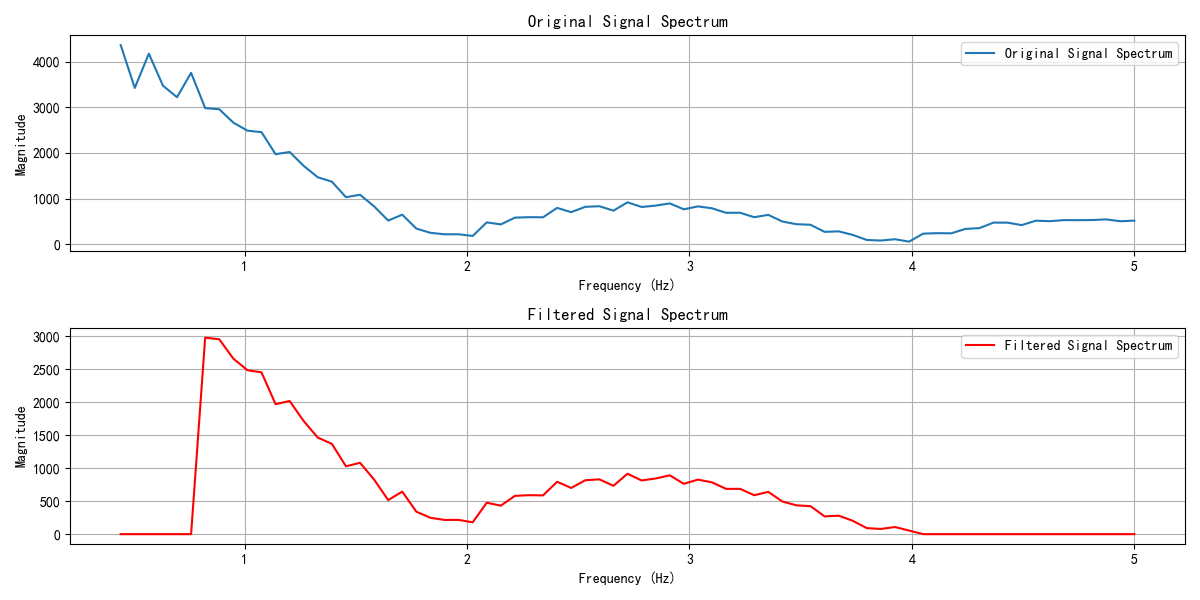 Original Signal Spectrum
Original Signal Spectrum
Magnitude
4000
3000
2000
1000
0
1
2
3
4
5
Frequency (Hz)
Filtered Signal Spectrum
Filtered Signal Spectrum
Magnitude
3000
2500
2000
1500
1000
500
0
1
2
3
4
5
Frequency (Hz)